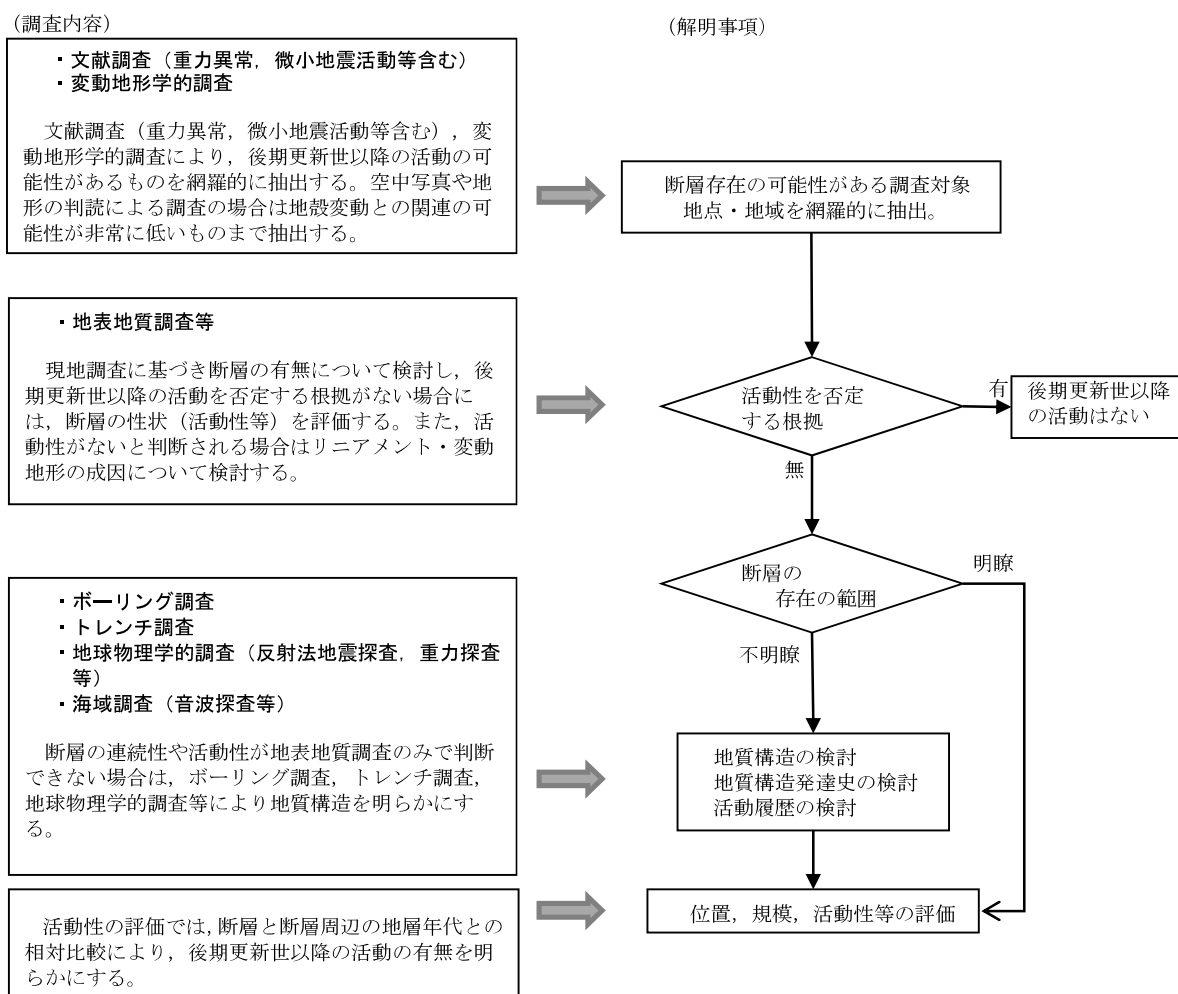 (調査内容)
・文献調査（重力異常，微小地震活動等含む）
・変動地形学的調査
文献調査（重力異常，微小地震活動等含む），変
動地形学的調査により，後期更新世以降の活動の可
能性があるものを網羅的に抽出する。空中写真や地
形の判読による調査の場合は地殻変動との関連の可
能性が非常に低いものまで抽出する。
・地表地質調査等
現地調査に基づき断層の有無について検討し，後
期更新世以降の活動を否定する根拠がない場合に
は，断層の性状（活動性等）を評価する。また，活
動性がないと判断される場合はリニアメント・変動
地形の成因について検討する。
・ボーリング調査
・トレンチ調査
・地球物理学的調査（反射法地震探査，重力探査
等）
・海域調査（音波探査等）
断層の連続性や活動性が地表地質調査のみで判断
できない場合は，ボーリング調査，トレンチ調査，
地球物理学的調査等により地質構造を明らかにす
る。
活動性の評価では，断層と断層周辺の地層年代との
相対比較により，後期更新世以降の活動の有無を明
らかにする。
(解明事項)
断層存在の可能性がある調査対象
地点・地域を網羅的に抽出。
活動性を否定
する根拠
有
後期更新世以降
の活動はない
無
断層の
存在の範囲
明瞭
不明瞭
地質構造の検討
地質構造発達史の検討
活動履歴の検討
位置，規模，活動性等の評価